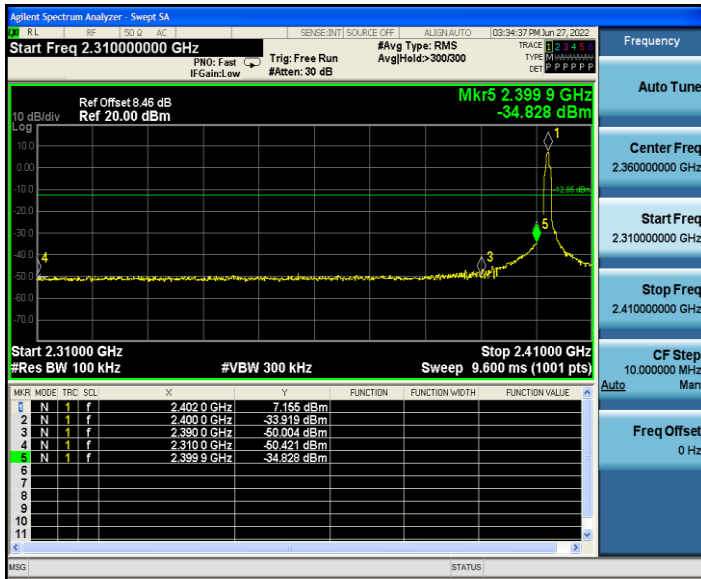 Agilent Spectrum Analyzer - Swept SA
RL RF 50 Ω AC SENSE:INT SOURCE OFF ALIGN AUTO 03:34:37 PM Jun 27, 2022
Start Freq 2.310000000 GHz
PNO: Fast
IFGain:Low
Trig: Free Run
#Atten: 30 dB
#Avg Type: RMS
Avg|Hold:>300/300
TRACE 1 2 3 4 5 6
TYPE M
DET P P P P P P
Ref Offset 8.46 dB
10 dB/div Ref 20.00 dBm
Log
Mkr5 2.399 9 GHz
-34.828 dBm
10.0
0.00
-10.0
-20.0
-30.0
-40.0
-50.0
-60.0
-70.0
-12.85 dBm
1
5
3
4
Start 2.31000 GHz Stop 2.41000 GHz
#Res BW 100 kHz #VBW 300 kHz Sweep 9.600 ms (1001 pts)
MKR MODE TRC SCL X Y FUNCTION FUNCTION WIDTH FUNCTION VALUE
1 N 1 f 2.402 0 GHz 7.155 dBm
2 N 1 f 2.400 0 GHz -33.919 dBm
3 N 1 f 2.390 0 GHz -50.004 dBm
4 N 1 f 2.310 0 GHz -50.421 dBm
5 N 1 f 2.399 9 GHz -34.828 dBm
6
7
8
9
10
11
MSG STATUS
Frequency
Auto Tune
Center Freq
2.360000000 GHz
Start Freq
2.310000000 GHz
Stop Freq
2.410000000 GHz
CF Step
10.000000 MHz
Auto Man
Freq Offset
0 Hz